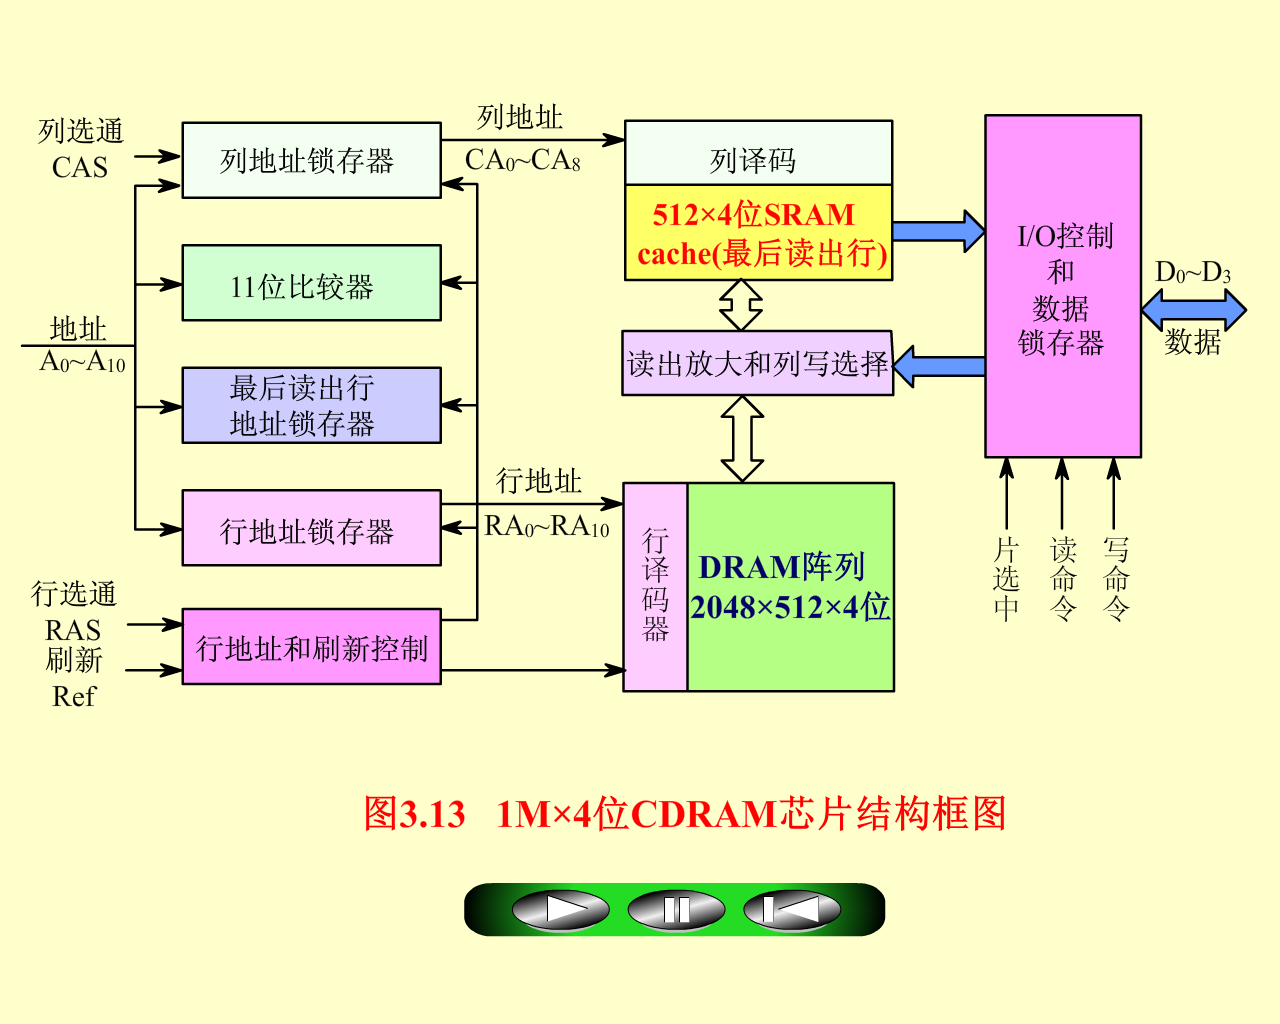 列选通
CAS
列地址锁存器
列地址
CA₀~CA₈
列译码
512×4位SRAM
cache(最后读出行)
I/O控制
和
数据
锁存器
D₀~D₃
数据
11位比较器
地址
A₀~A₁₀
最后读出行
地址锁存器
读出放大和列写选择
行地址锁存器
行地址
RA₀~RA₁₀
行译码器
DRAM阵列
2048×512×4位
片选中
读命令
写命令
行选通
RAS
刷新
Ref
行地址和刷新控制
图3.13 1M×4位CDRAM芯片结构框图